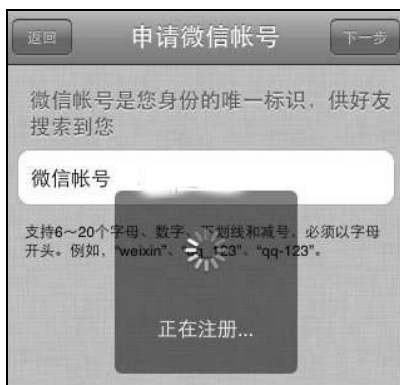 返回
申请微信帐号
下一步
微信帐号是您身份的唯一标识，供好友
搜索到您
微信帐号
支持6～20个字母、数字、下划线和减号，必须以字母
开头。例如，“weixin”、“qq_123”、“qq-123”。
正在注册...